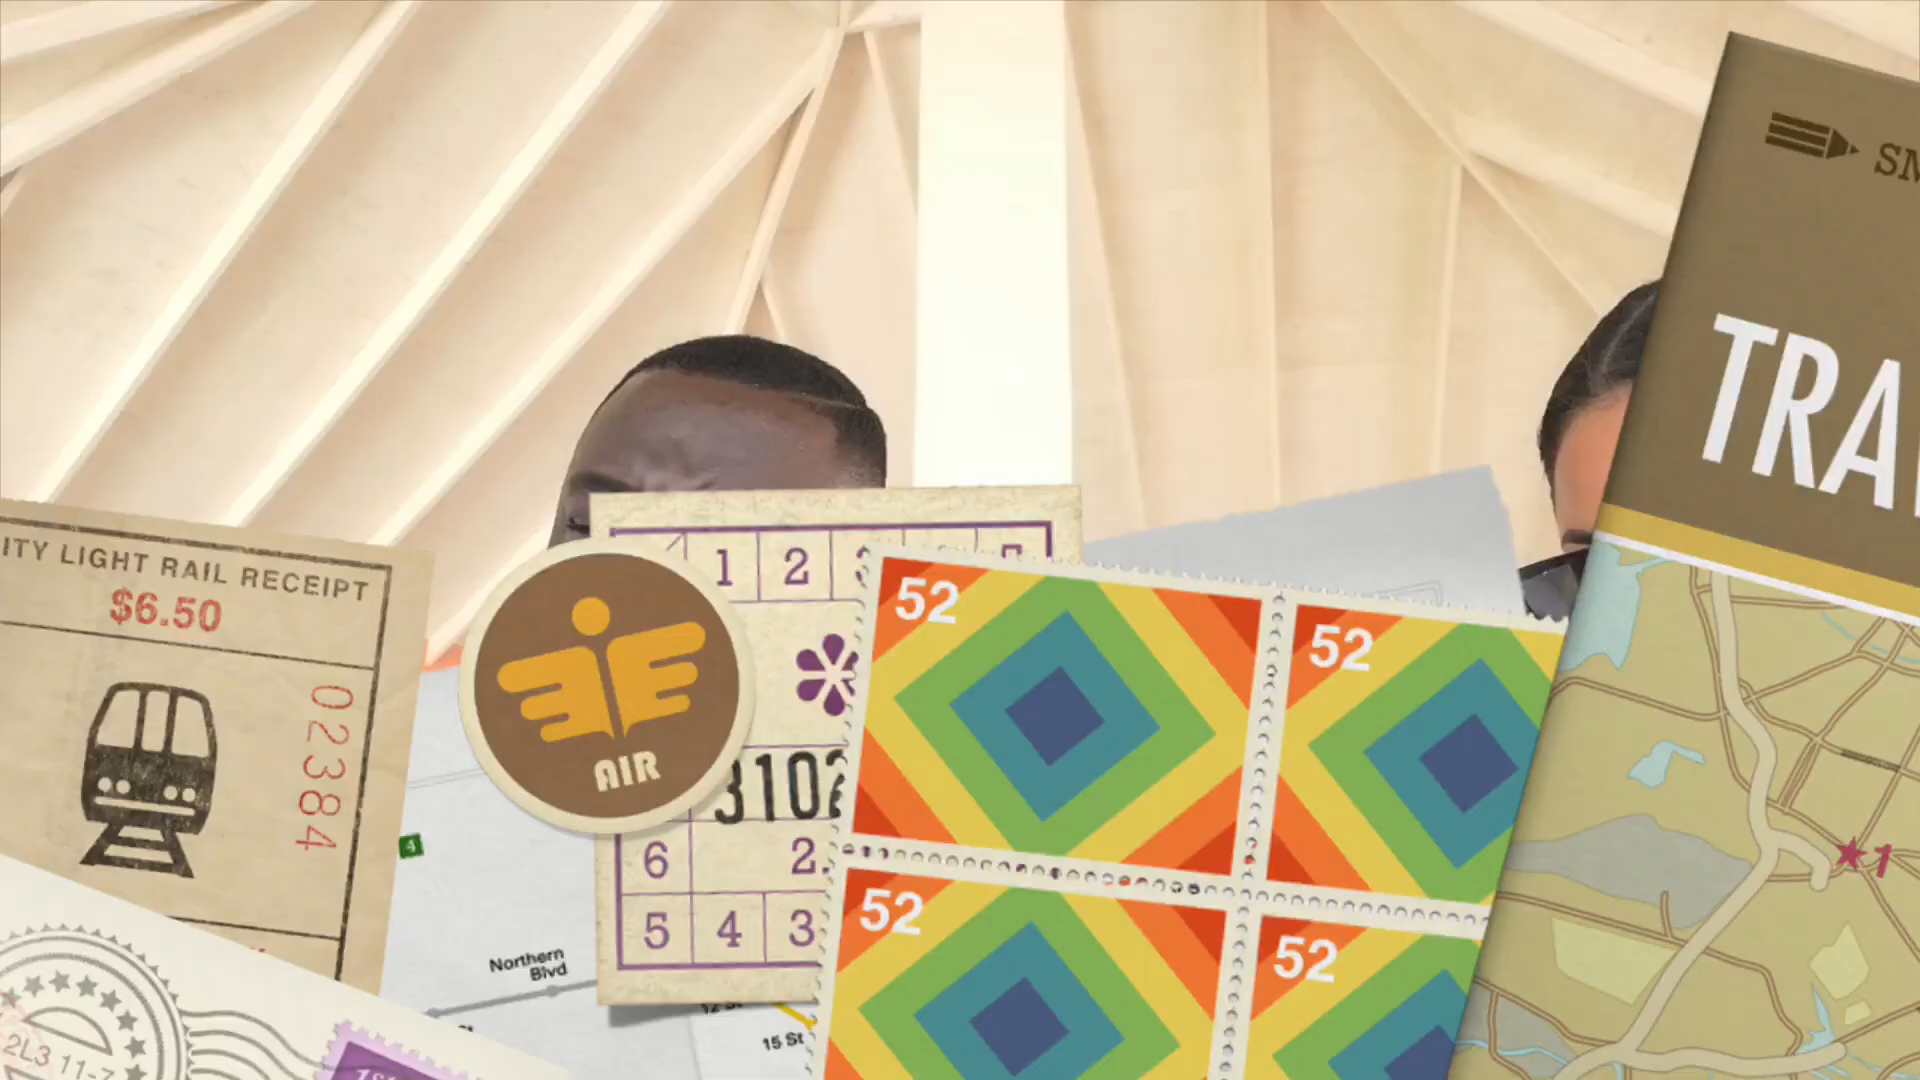 ITY LIGHT RAIL RECEIPT
$6.50
02384
2L3 11-7
4
Northern
Blvd
15 St
AIR
1 2
3102
6 2.
5 4 3
52
52
52
52
TRA
1